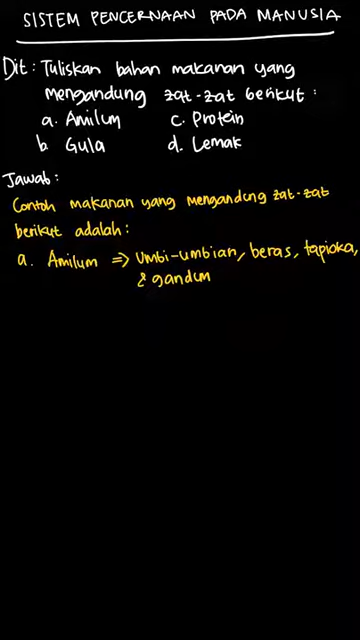 SISTEM PENCERNAAN PADA MANUSIA
Dit: Tuliskan bahan makanan yang
mengandung zat-zat berikut:
a. Amilum c. Protein
b. Gula d. Lemak
Jawab:
Contoh makanan yang mengandung zat-zat
berikut adalah:
a. Amilum => Umbi-umbian, beras, tapioka,
& gandum